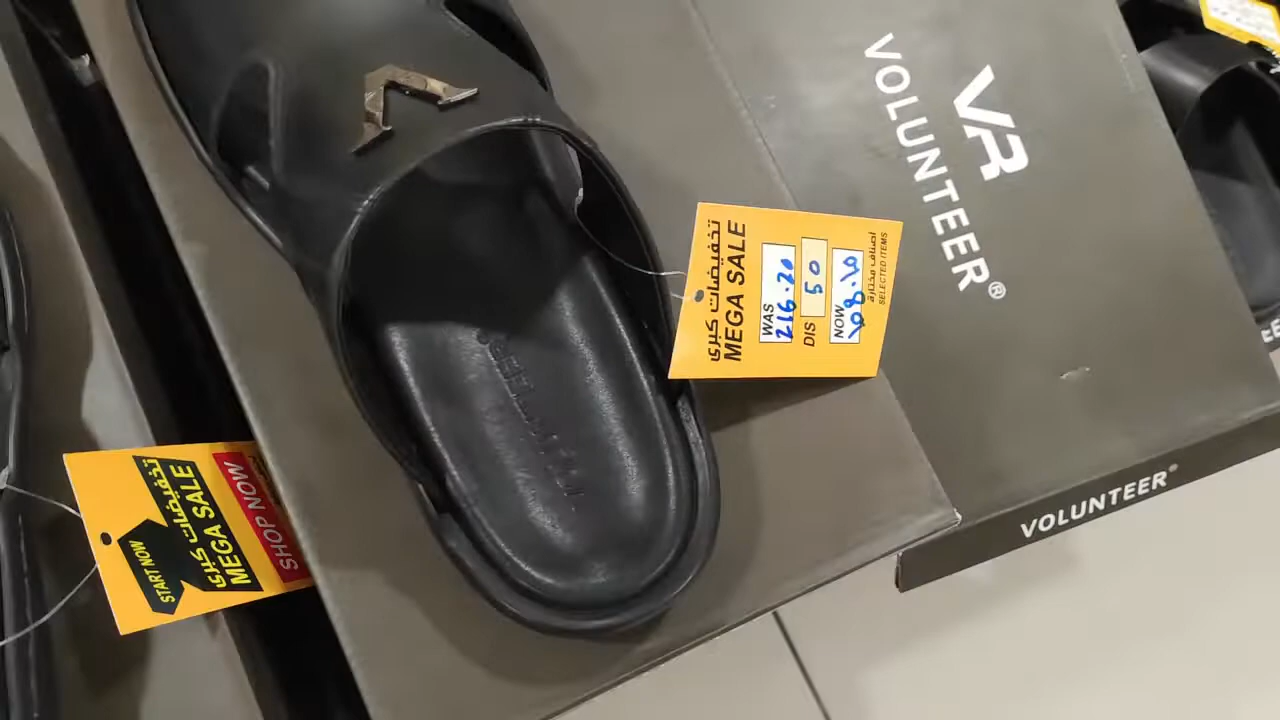 VR
VOLUNTEER®
VOLUNTEER®
تخفيضات كبرى
MEGA SALE
WAS
216.20
DIS
50
NOW
108.10
أصناف مختارة
SELECTED ITEMS
START NOW
تخفيضات كبرى
MEGA SALE
SHOP NOW